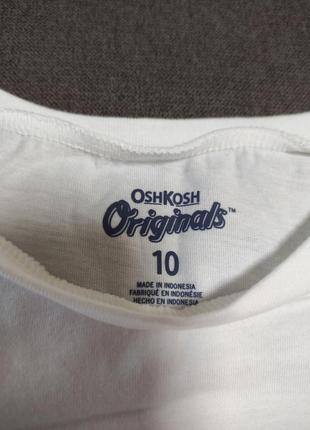 OSHKOSH
Originals™
10
MADE IN INDONESIA
FABRIQUÉ EN INDONÉSIE
HECHO EN INDONESIA